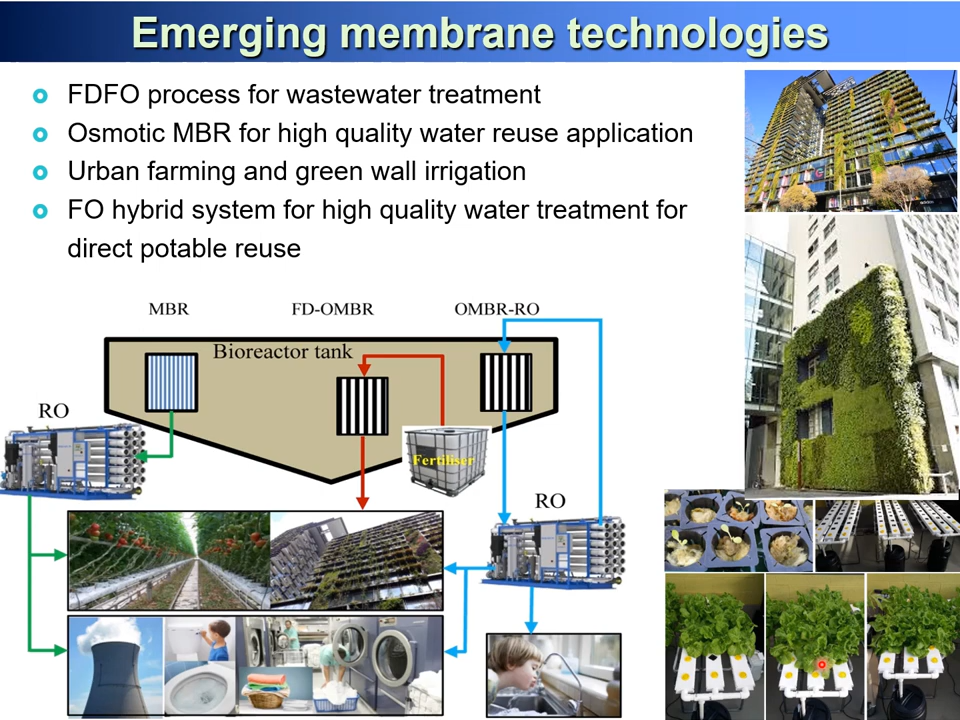 Emerging membrane technologies
FDFO process for wastewater treatment
Osmotic MBR for high quality water reuse application
Urban farming and green wall irrigation
FO hybrid system for high quality water treatment for
direct potable reuse
MBR
FD-OMBR
OMBR-RO
Bioreactor tank
RO
Fertiliser
RO